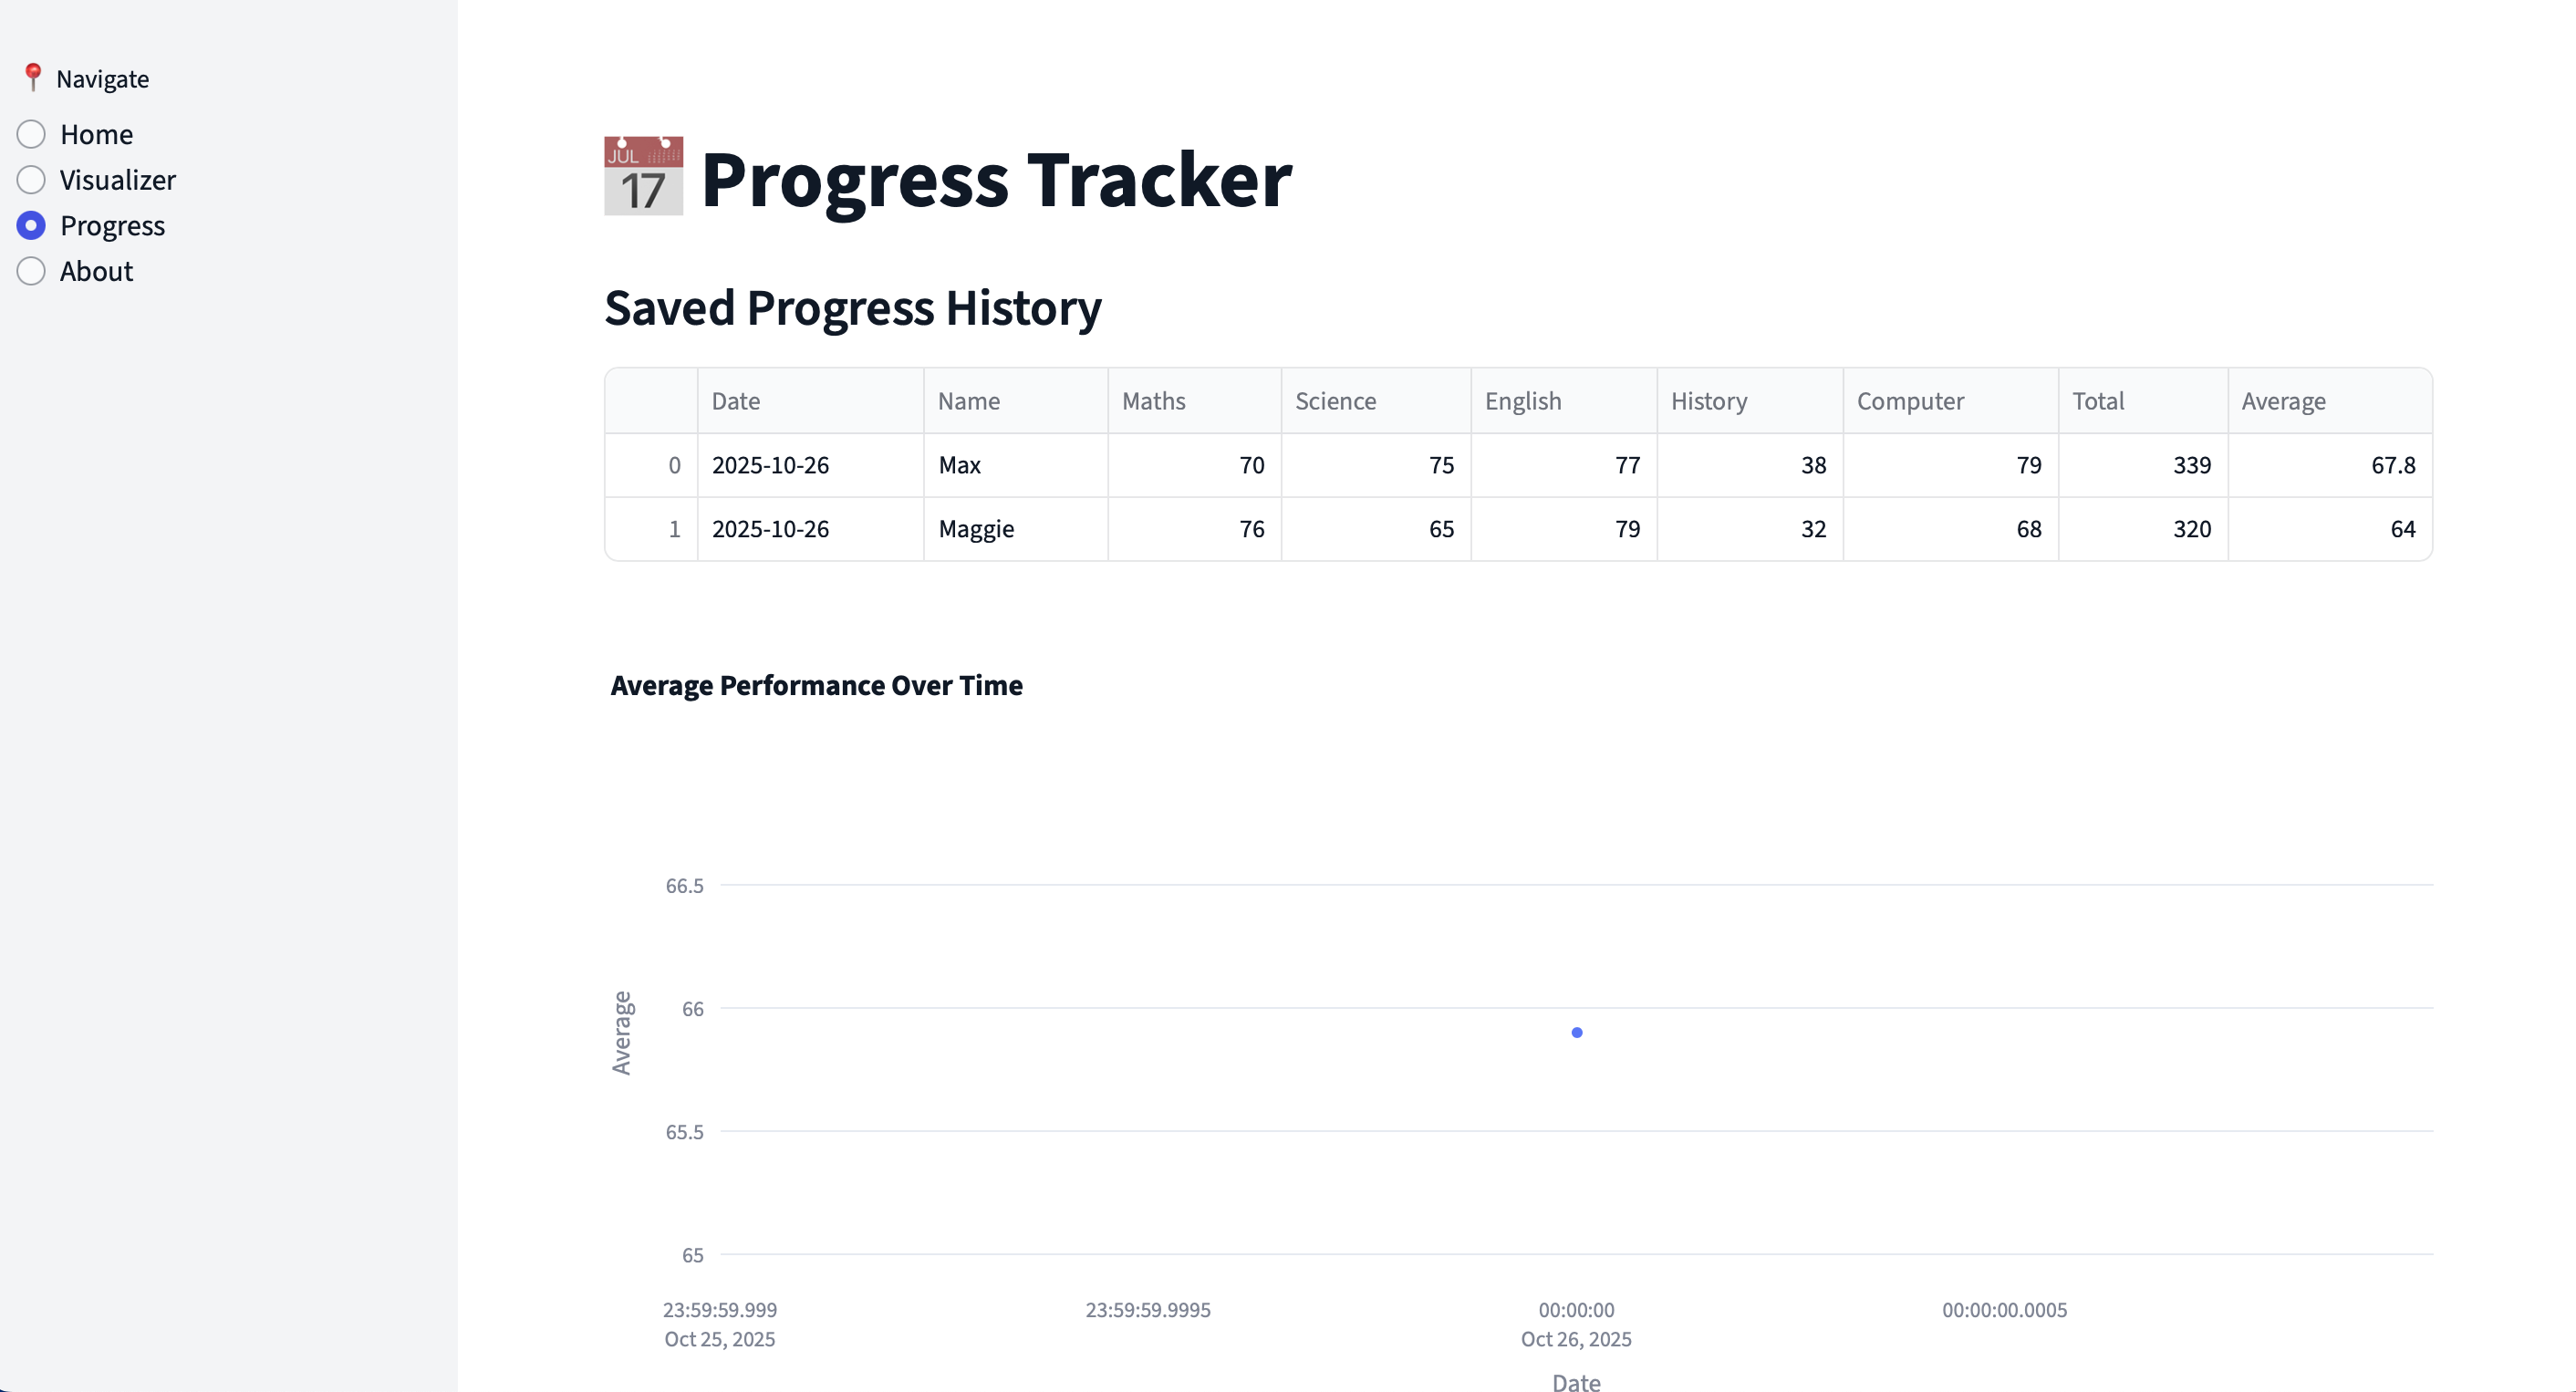 Navigate
Home
Visualizer
Progress
About
JUL
17
Progress Tracker
Saved Progress History
Date Name Maths Science English History Computer Total Average
0 2025-10-26 Max 70 75 77 38 79 339 67.8
1 2025-10-26 Maggie 76 65 79 32 68 320 64
Average Performance Over Time
66.5
66
65.5
65
Average
23:59:59.999 23:59:59.9995 00:00:00 00:00:00.0005
Oct 25, 2025 Oct 26, 2025
Date